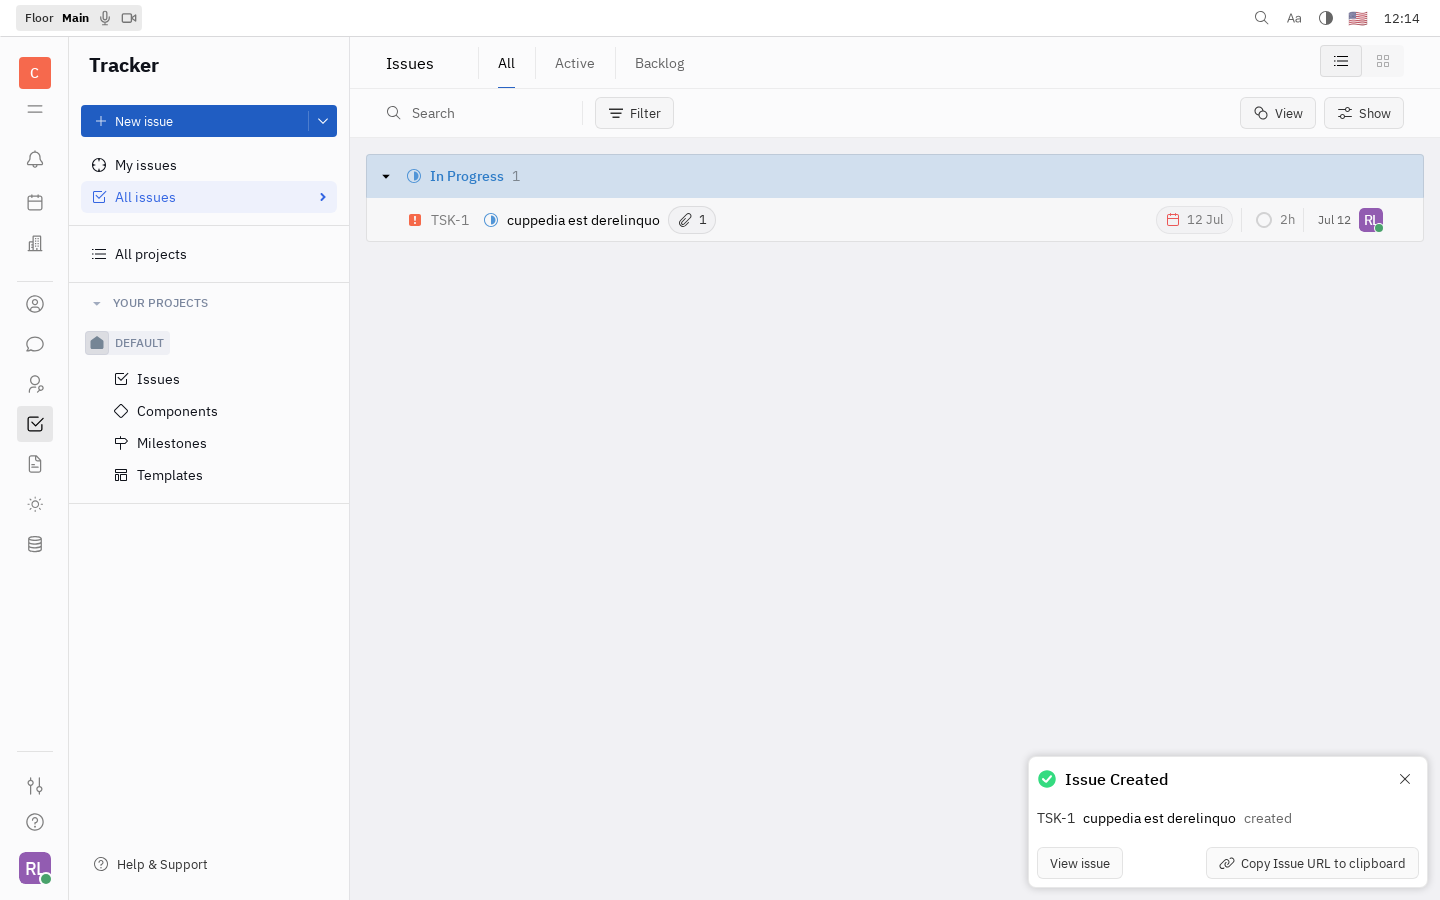 Floor Main
Aa
12:14
C
Tracker
New issue
My issues
All issues
All projects
YOUR PROJECTS
DEFAULT
Issues
Components
Milestones
Templates
Help & Support
RL
Issues
All
Active
Backlog
Search
Filter
View
Show
In Progress 1
TSK-1 cuppedia est derelinquo 1 12 Jul 2h Jul 12 RL
Issue Created
TSK-1 cuppedia est derelinquo created
View issue
Copy Issue URL to clipboard